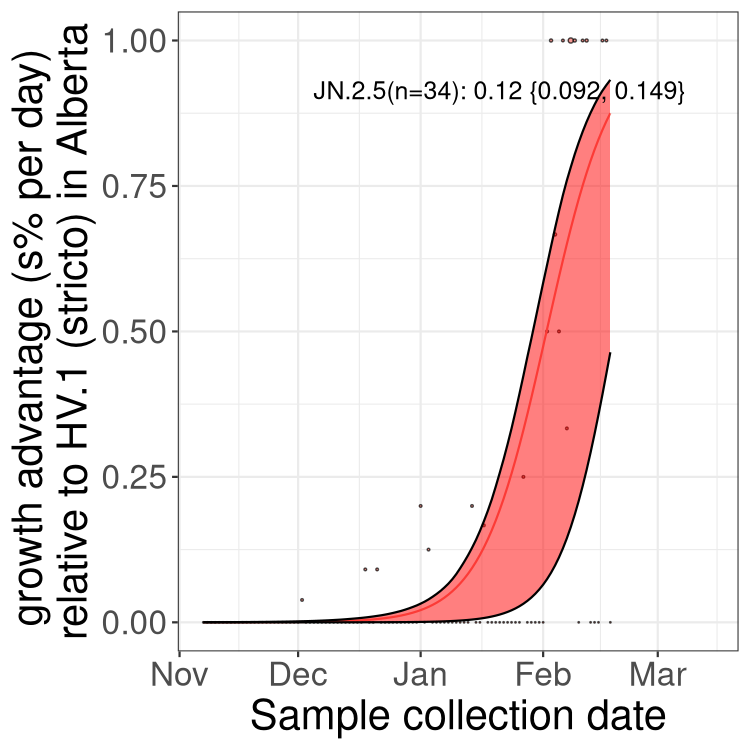 growth advantage (s% per day)
relative to HV.1 (stricto) in Alberta
1.00
0.75
0.50
0.25
0.00
JN.2.5(n=34): 0.12 {0.092, 0.149}
Nov Dec Jan Feb Mar
Sample collection date